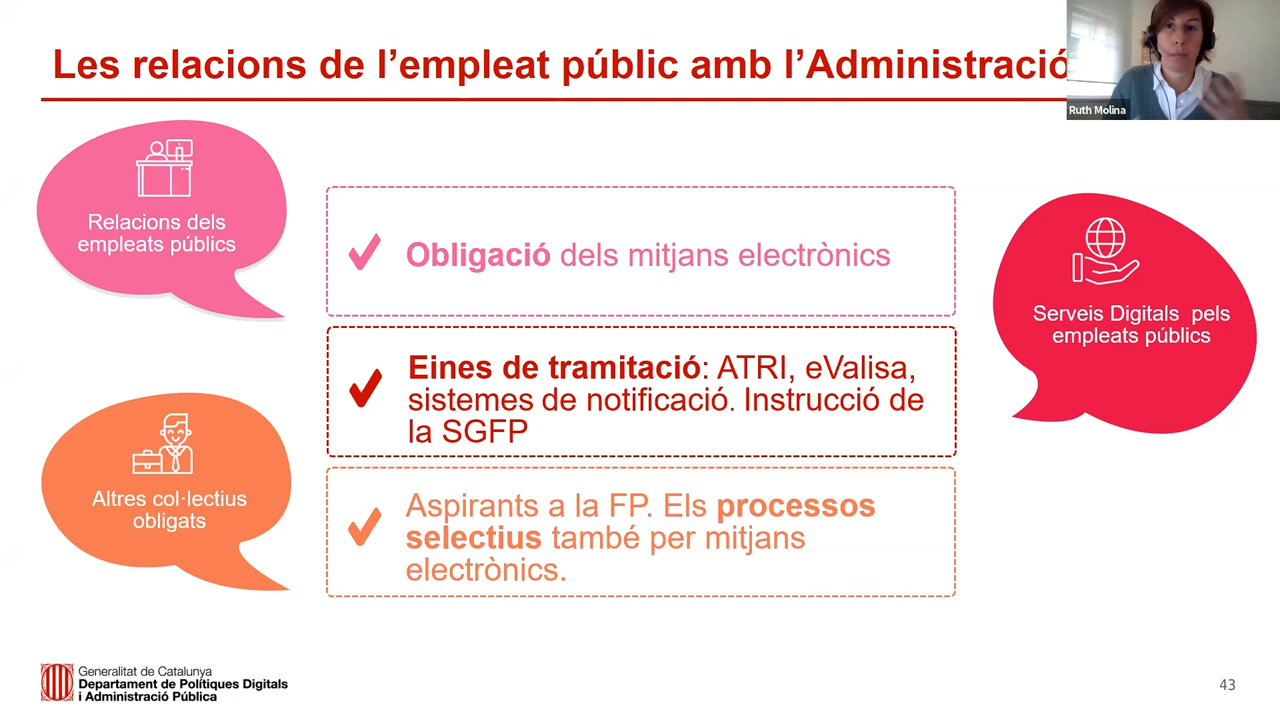 Les relacions de l’empleat públic amb l’Administració
Ruth Molina
Relacions dels
empleats públics
Obligació dels mitjans electrònics
Serveis Digitals pels
empleats públics
Eines de tramitació: ATRI, eValisa,
sistemes de notificació. Instrucció de
la SGFP
Altres col·lectius
obligats
Aspirants a la FP. Els processos
selectius també per mitjans
electrònics.
Generalitat de Catalunya
Departament de Polítiques Digitals
i Administració Pública
43